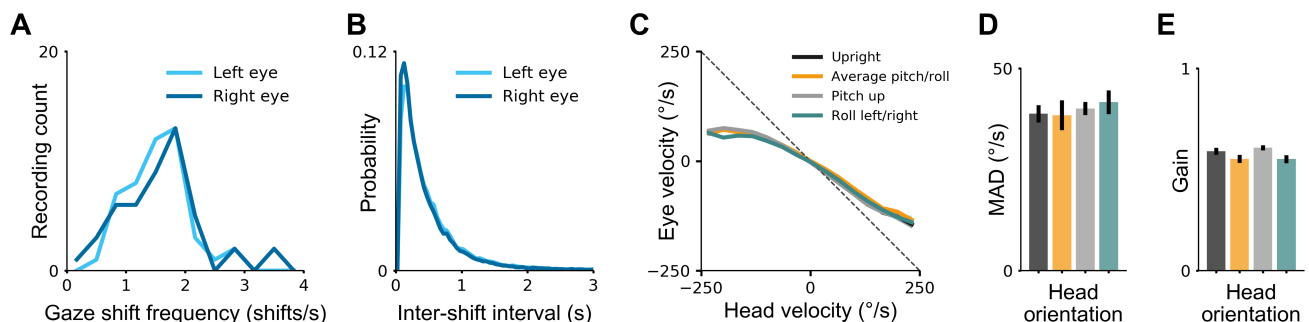 A
20
Recording count
0
0
1
2
3
4
Gaze shift frequency (shifts/s)
Left eye
Right eye
B
0.12
Probability
0
0
1
2
3
Inter-shift interval (s)
Left eye
Right eye
C
250
Eye velocity (°/s)
0
−250
−250
0
250
Head velocity (°/s)
Upright
Average pitch/roll
Pitch up
Roll left/right
D
50
MAD (°/s)
0
Head
orientation
E
1
Gain
0
Head
orientation